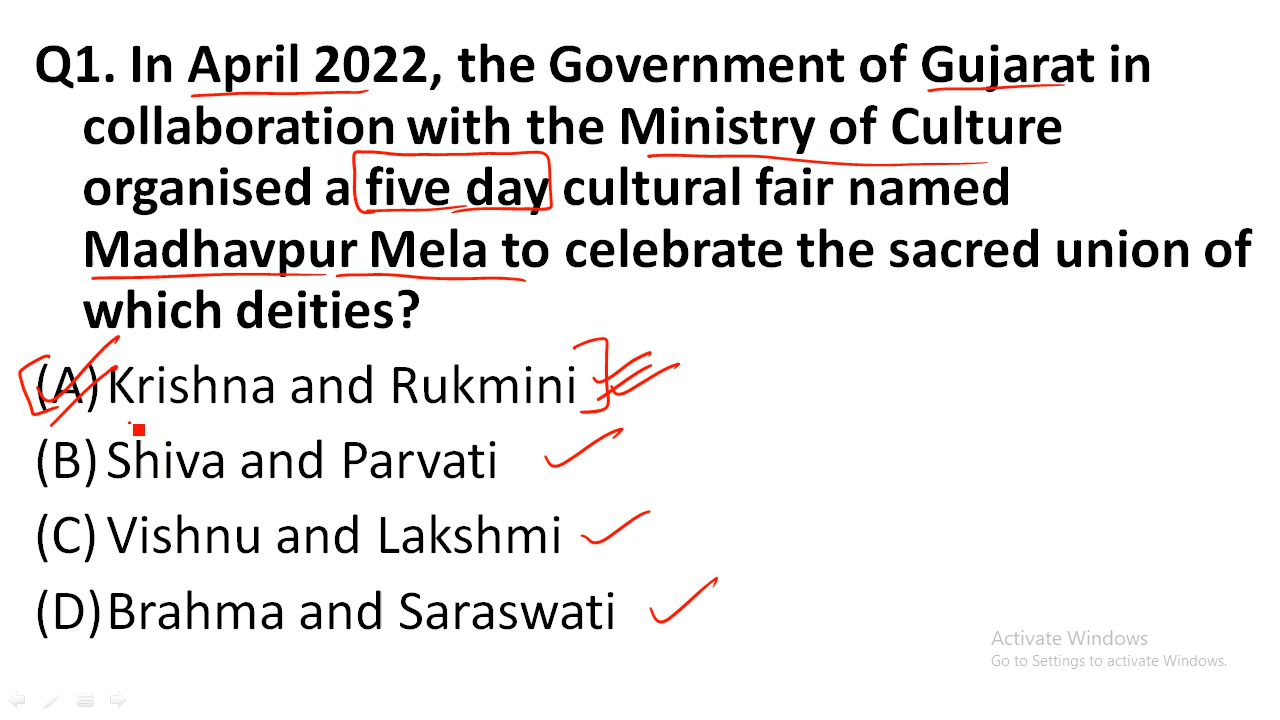 Q1. In April 2022, the Government of Gujarat in
collaboration with the Ministry of Culture
organised a five day cultural fair named
Madhavpur Mela to celebrate the sacred union of
which deities?
(A) Krishna and Rukmini
(B) Shiva and Parvati
(C) Vishnu and Lakshmi
(D) Brahma and Saraswati
Activate Windows
Go to Settings to activate Windows.